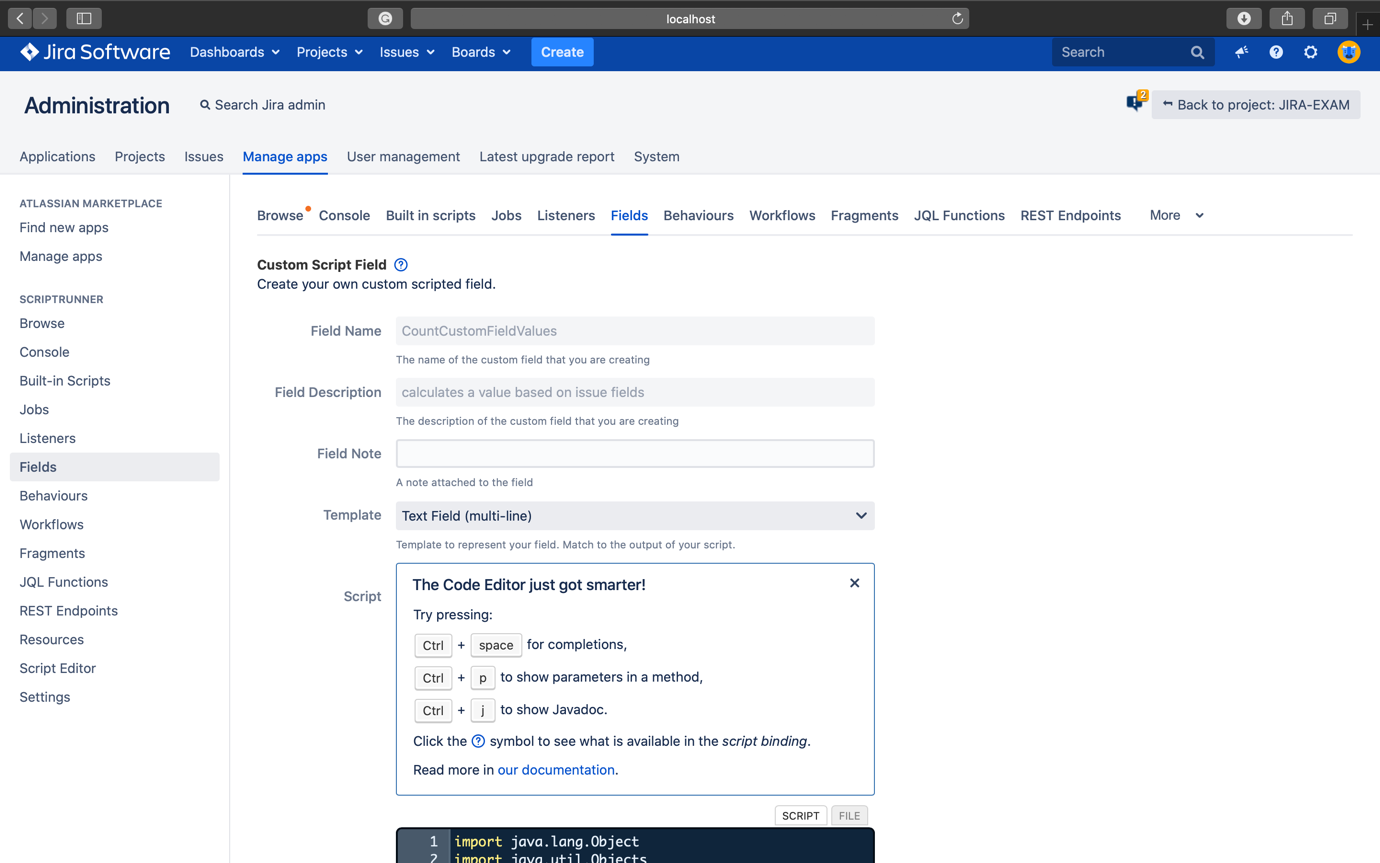 localhost
Jira Software Dashboards Projects Issues Boards Create Search
Administration Search Jira admin 2 Back to project: JIRA-EXAM
Applications Projects Issues Manage apps User management Latest upgrade report System
ATLASSIAN MARKETPLACE
Find new apps
Manage apps
SCRIPTRUNNER
Browse
Console
Built-in Scripts
Jobs
Listeners
Fields
Behaviours
Workflows
Fragments
JQL Functions
REST Endpoints
Resources
Script Editor
Settings
Browse Console Built in scripts Jobs Listeners Fields Behaviours Workflows Fragments JQL Functions REST Endpoints More
Custom Script Field
Create your own custom scripted field.
Field Name CountCustomFieldValues
The name of the custom field that you are creating
Field Description calculates a value based on issue fields
The description of the custom field that you are creating
Field Note
A note attached to the field
Template Text Field (multi-line)
Template to represent your field. Match to the output of your script.
Script
The Code Editor just got smarter!
Try pressing:
Ctrl + space for completions,
Ctrl + p to show parameters in a method,
Ctrl + j to show Javadoc.
Click the ? symbol to see what is available in the script binding.
Read more in our documentation.
SCRIPT FILE
1 import java.lang.Object
2 import java.util.Objects